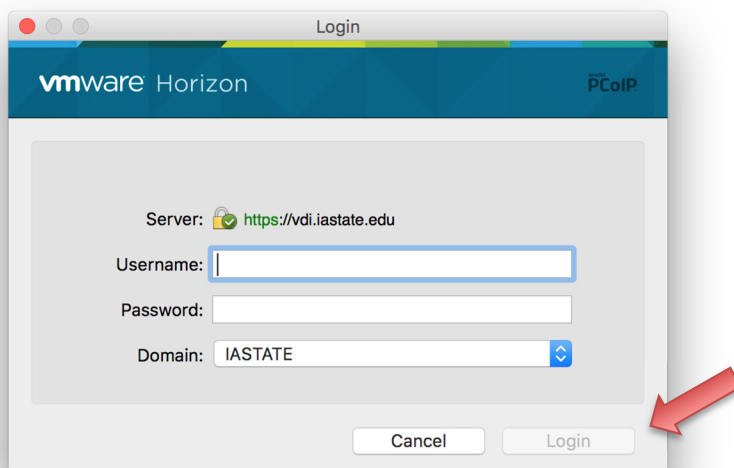 Login
vmware Horizon
PCoIP
Server: https://vdi.iastate.edu
Username:
Password:
Domain: IASTATE
Cancel Login